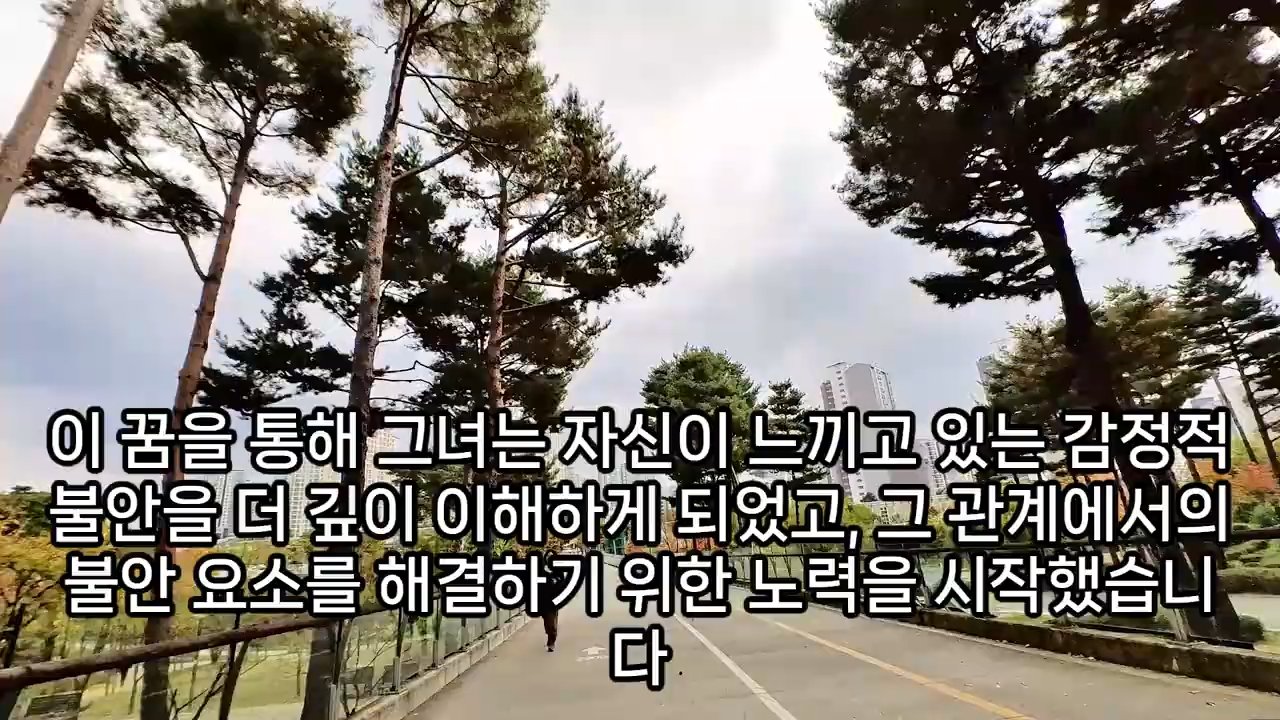 이 꿈을 통해 그녀는 자신이 느끼고 있는 감정적
불안을 더 깊이 이해하게 되었고, 그 관계에서의
불안 요소를 해결하기 위한 노력을 시작했습니
다